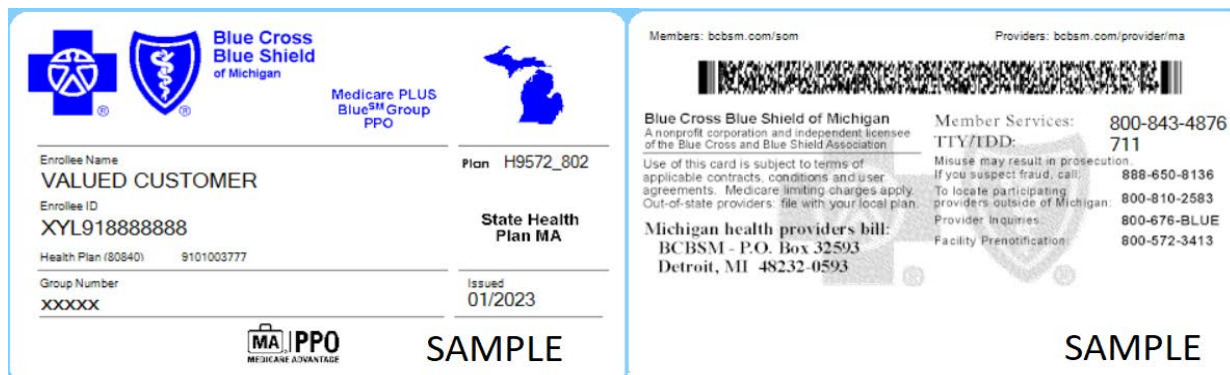 Blue Cross
Blue Shield
of Michigan
®
®
Medicare PLUS
Blue℠ Group
PPO
Enrollee Name
VALUED CUSTOMER
Plan H9572_802
Enrollee ID
XYL918888888
State Health
Plan MA
Health Plan (80840) 9101003777
Group Number
XXXXX
Issued
01/2023
MA PPO
MEDICARE ADVANTAGE
SAMPLE
Members: bcbsm.com/som
Providers: bcbsm.com/provider/ma
Blue Cross Blue Shield of Michigan
A nonprofit corporation and independent licensee
of the Blue Cross and Blue Shield Association
Use of this card is subject to terms of
applicable contracts, conditions and user
agreements. Medicare limiting charges apply.
Out-of-state providers: file with your local plan.
Michigan health providers bill:
BCBSM - P.O. Box 32593
Detroit, MI 48232-0593
Member Services: 800-843-4876
TTY/TDD: 711
Misuse may result in prosecution.
If you suspect fraud, call: 888-650-8136
To locate participating
providers outside of Michigan: 800-810-2583
Provider Inquiries: 800-676-BLUE
Facility Prenotification: 800-572-3413
®
®
SAMPLE